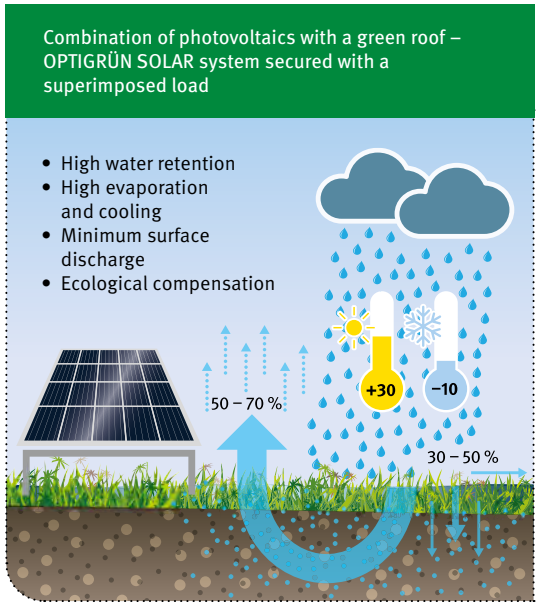 Combination of photovoltaics with a green roof –
OPTIGRÜN SOLAR system secured with a
superimposed load
• High water retention
• High evaporation
and cooling
• Minimum surface
discharge
• Ecological compensation
+30
–10
50 – 70 %
30 – 50 %